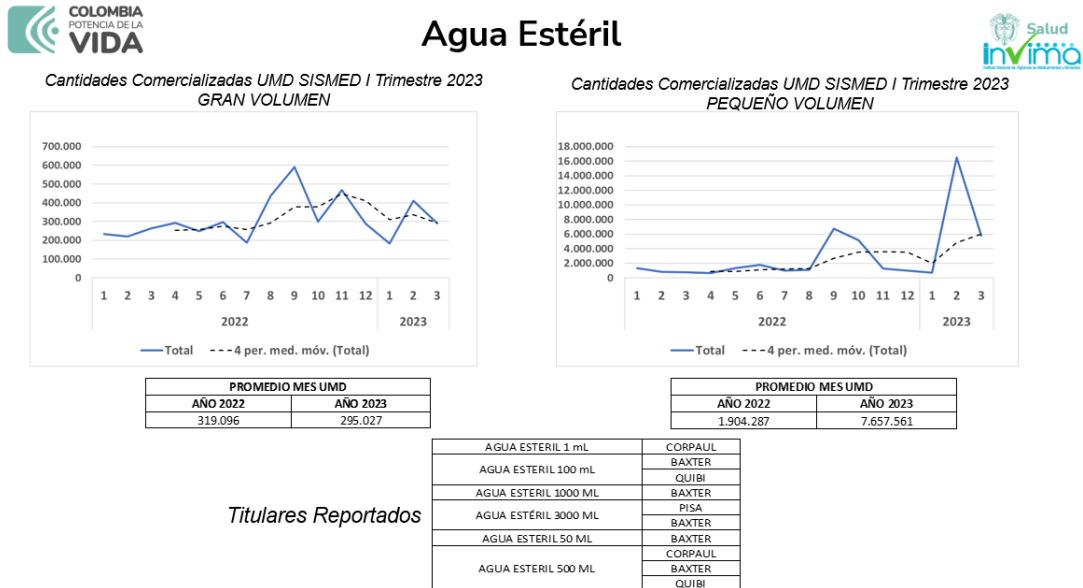 COLOMBIA
POTENCIA DE LA
VIDA
Agua Estéril
Salud
invima
Cantidades Comercializadas UMD SISMED I Trimestre 2023
GRAN VOLUMEN
700.000
600.000
500.000
400.000
300.000
200.000
100.000
0
1 2 3 4 5 6 7 8 9 10 11 12 1 2 3
2022 2023
Total 4 per. med. móv. (Total)
PROMEDIO MES UMD
AÑO 2022 AÑO 2023
319.096 295.027
Cantidades Comercializadas UMD SISMED I Trimestre 2023
PEQUEÑO VOLUMEN
18.000.000
16.000.000
14.000.000
12.000.000
10.000.000
8.000.000
6.000.000
4.000.000
2.000.000
0
1 2 3 4 5 6 7 8 9 10 11 12 1 2 3
2022 2023
Total 4 per. med. móv. (Total)
PROMEDIO MES UMD
AÑO 2022 AÑO 2023
1.904.287 7.657.561
Titulares Reportados
AGUA ESTERIL 1 mL CORPAUL
AGUA ESTERIL 100 mL BAXTER
QUIBI
AGUA ESTERIL 1000 ML BAXTER
AGUA ESTÉRIL 3000 ML PISA
BAXTER
AGUA ESTERIL 50 ML BAXTER
AGUA ESTERIL 500 ML CORPAUL
BAXTER
QUIBI